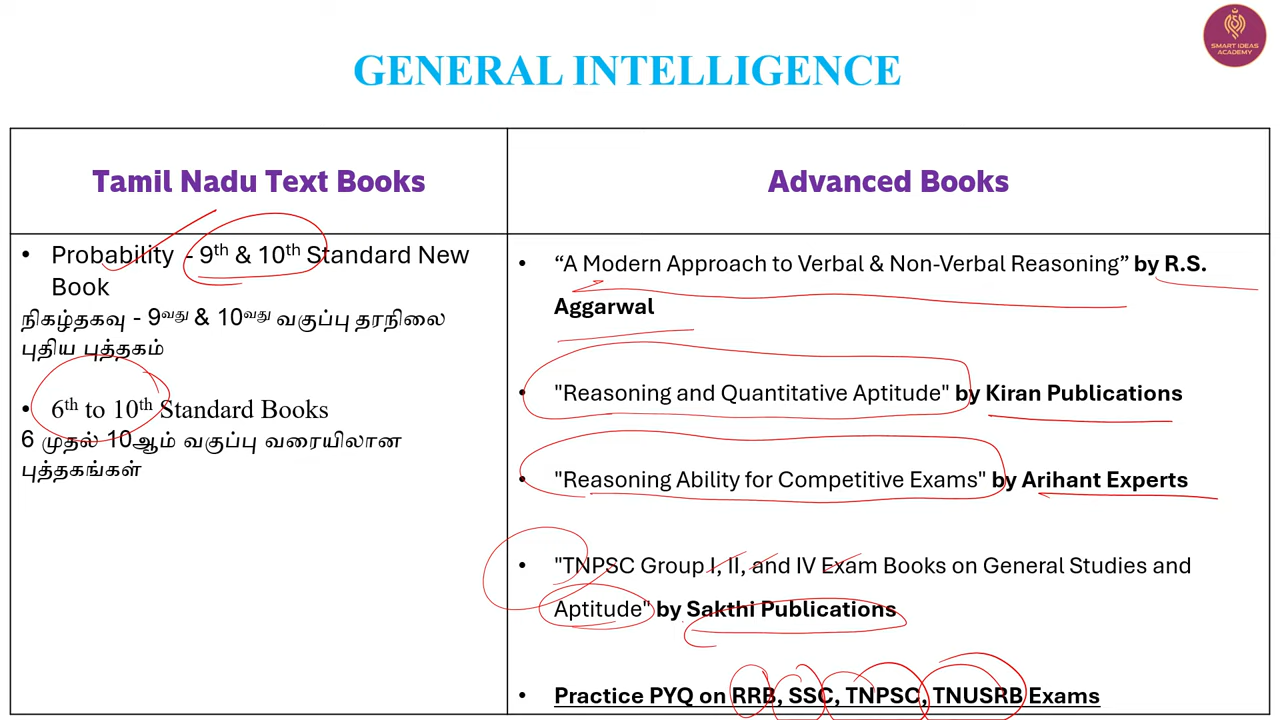 SMART IDEAS
ACADEMY
GENERAL INTELLIGENCE
Tamil Nadu Text Books
• Probability - 9th & 10th Standard New
Book
நிகழ்தகவு - 9வது & 10வது வகுப்பு தரநிலை
புதிய புத்தகம்
• 6th to 10th Standard Books
6 முதல் 10ஆம் வகுப்பு வரையிலான
புத்தகங்கள்
Advanced Books
• “A Modern Approach to Verbal & Non-Verbal Reasoning” by R.S.
Aggarwal
• "Reasoning and Quantitative Aptitude" by Kiran Publications
• "Reasoning Ability for Competitive Exams" by Arihant Experts
• "TNPSC Group I, II, and IV Exam Books on General Studies and
Aptitude" by Sakthi Publications
• Practice PYQ on RRB, SSC, TNPSC, TNUSRB Exams